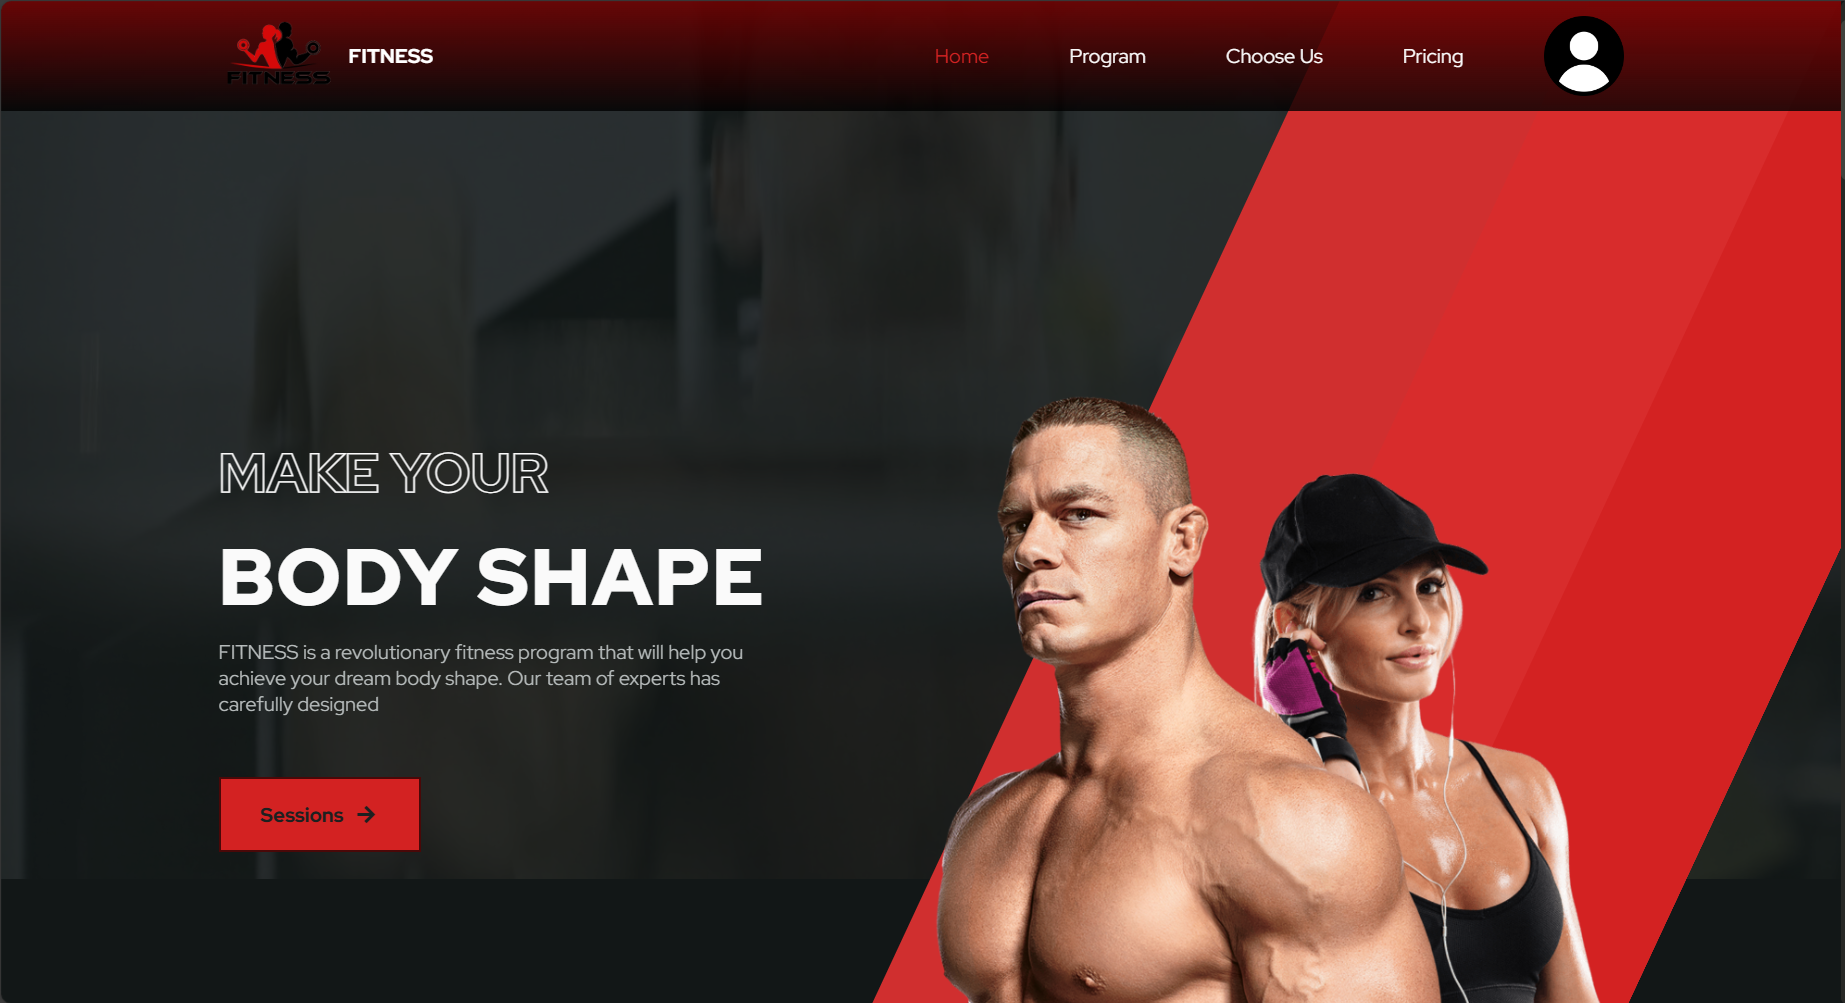 FITNESS
FITNESS
Home
Program
Choose Us
Pricing
MAKE YOUR
BODY SHAPE
FITNESS is a revolutionary fitness program that will help you
achieve your dream body shape. Our team of experts has
carefully designed
Sessions